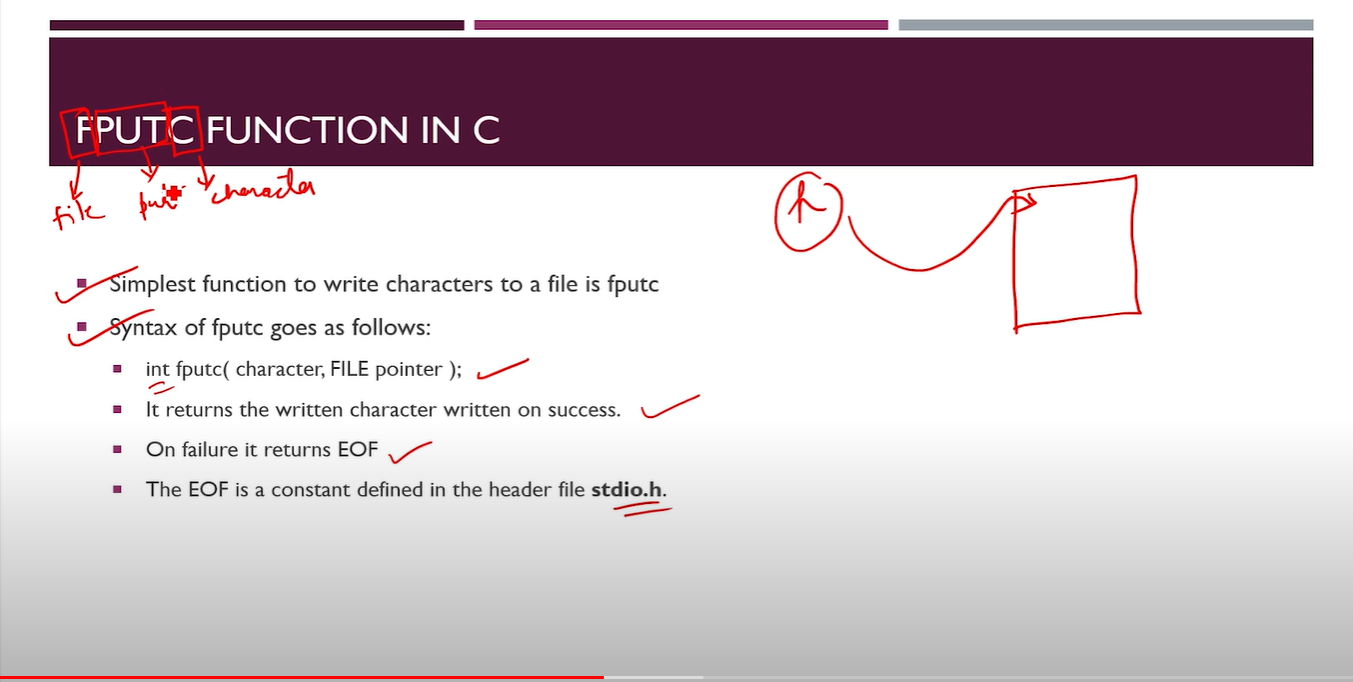 FPUTC FUNCTION IN C
file put character
h
Simplest function to write characters to a file is fputc
Syntax of fputc goes as follows:
int fputc( character, FILE pointer );
It returns the written character written on success.
On failure it returns EOF
The EOF is a constant defined in the header file stdio.h.